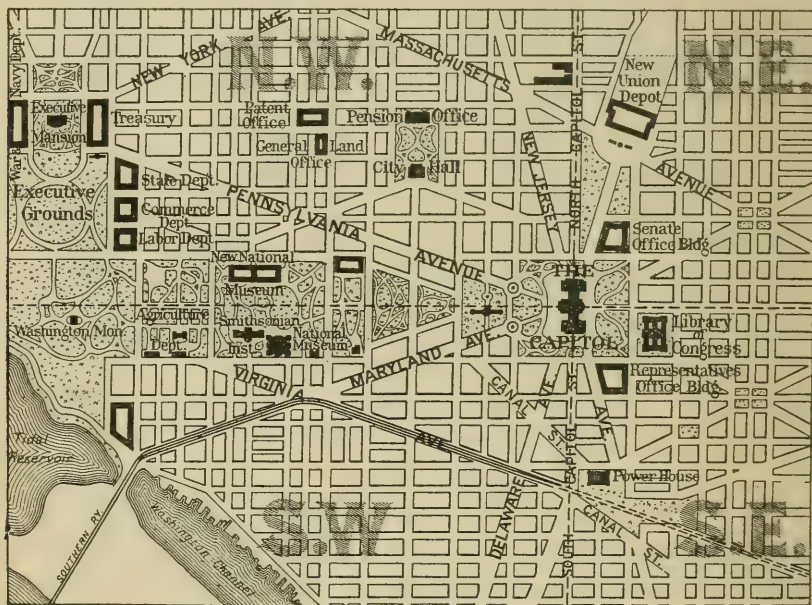 NEW YORK AVE.
MASSACHUSETTS
AVENUE
N.W.
N.E.
NORTH CAPITOL ST.
New
Union
Depot
War & Navy Dept.
Executive
Mansion
Treasury
Patent
Office
Pension Office
General Land
Office
City Hall
NEW JERSEY
Executive
Grounds
State Dept.
Commerce
Dept.
Labor Dept.
PENNSYLVANIA
AVENUE
Senate
Office Bldg.
New National
Museum
THE
CAPITOL
Washington Mon.
Agriculture
Dept.
Smithsonian
Inst.
National
Museum
Library
of
Congress
MARYLAND AVE.
VIRGINIA
AVE.
CANAL
ST.
AVE.
AVE.
Representatives
Office Bldg.
Tidal
Reservoir
Power House
S.W
S.E.
Washington Channel
SOUTHERN RY.
DELAWARE
SOUTH CAPITOL ST.
CANAL ST.